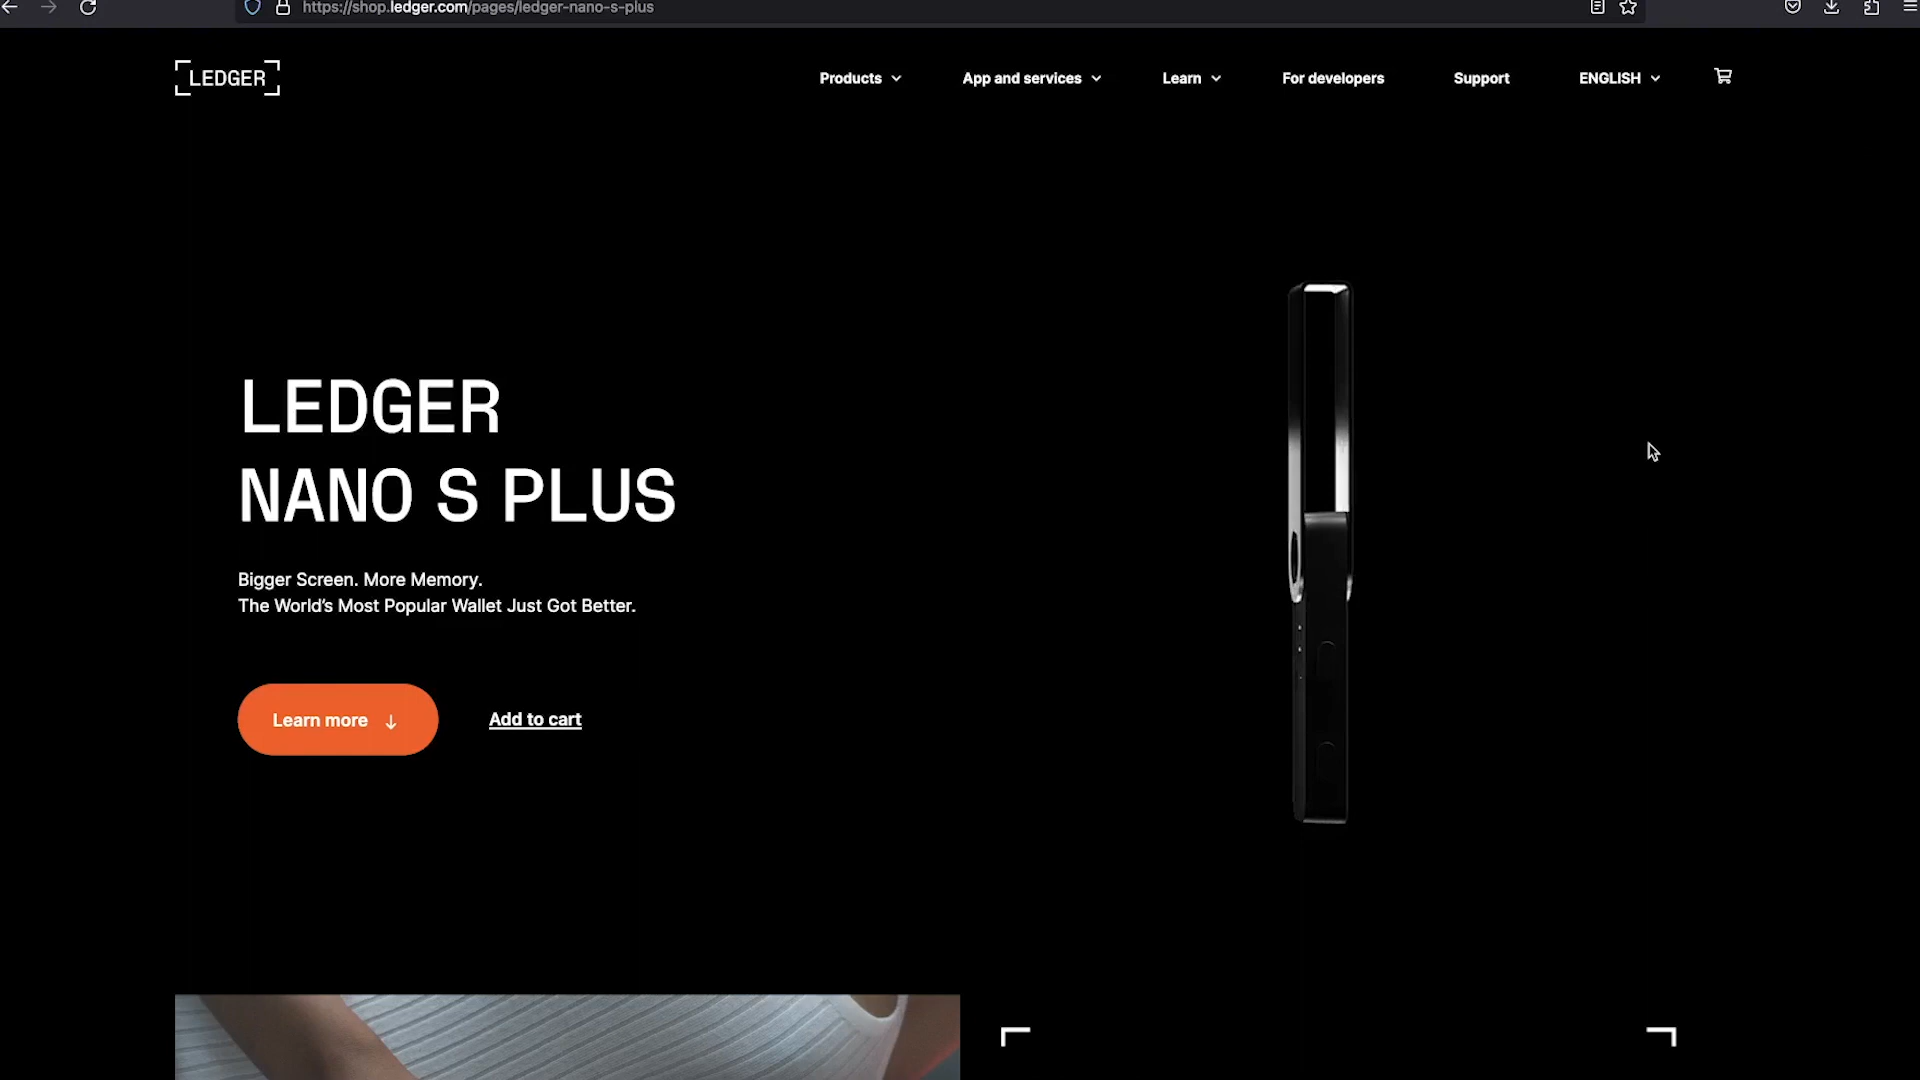 https://shop.ledger.com/pages/ledger-nano-s-plus
LEDGER
Products
App and services
Learn
For developers
Support
ENGLISH
LEDGER
NANO S PLUS
Bigger Screen. More Memory.
The World's Most Popular Wallet Just Got Better.
Learn more ↓
Add to cart